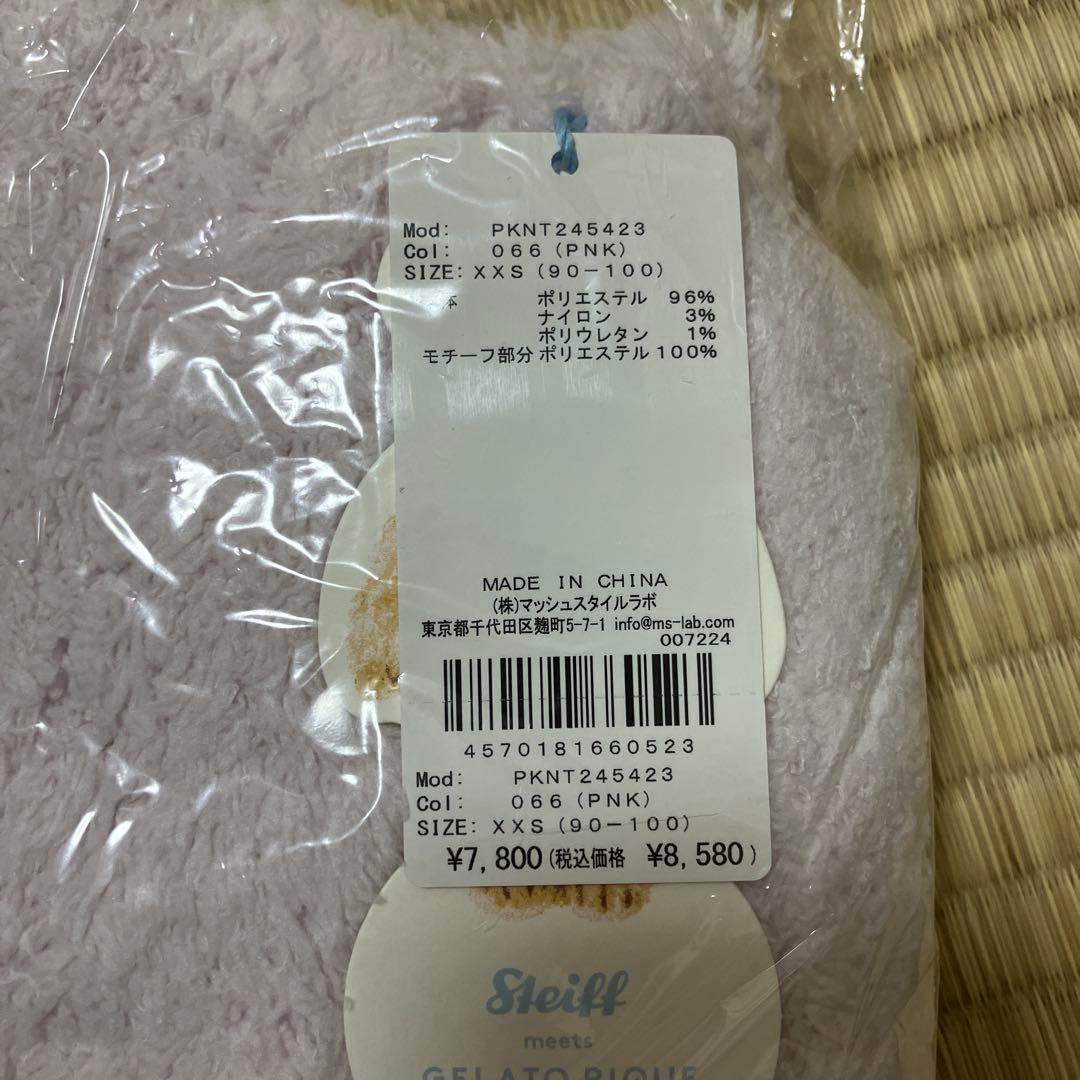 Mod: PKNT245423
Col: 066(PNK)
SIZE: XXS(90-100)
体 ポリエステル 96%
ナイロン 3%
ポリウレタン 1%
モチーフ部分 ポリエステル 100%
MADE IN CHINA
(株)マッシュスタイルラボ
東京都千代田区麹町5-7-1 info@ms-lab.com
007224
4570181660523
Mod: PKNT245423
Col: 066(PNK)
SIZE: XXS(90-100)
¥7,800(税込価格 ¥8,580)
Steiff
meets
GELATO PIQUE